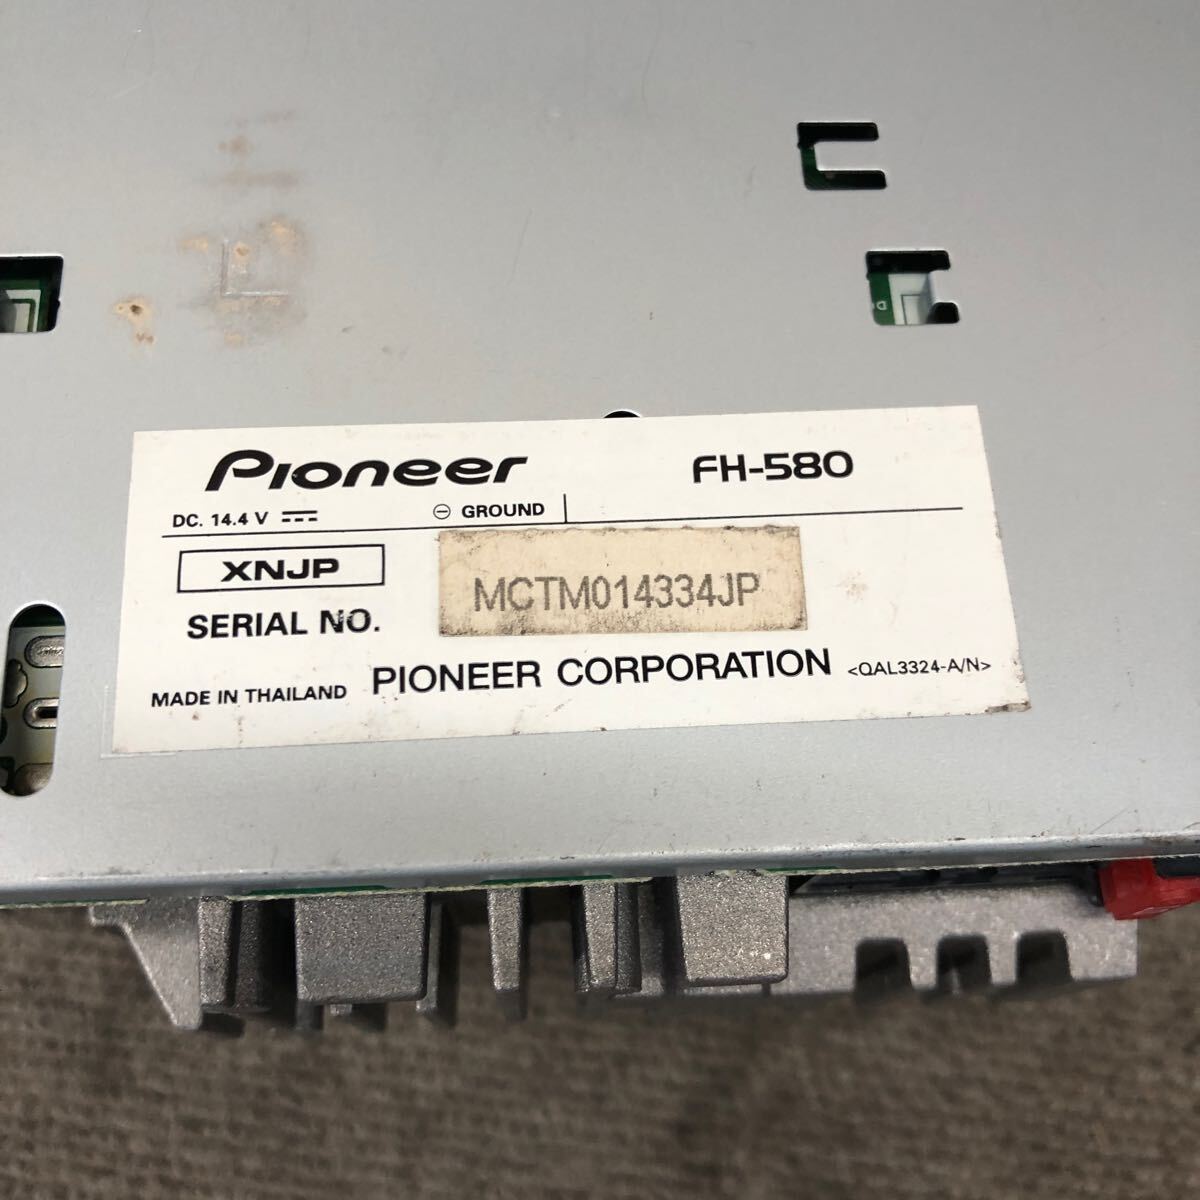 Pioneer FH-580
DC. 14.4 V ⎓ ⊖ GROUND
XNJP
MCTM014334JP
SERIAL NO.
MADE IN THAILAND PIONEER CORPORATION <QAL3324-A/N>